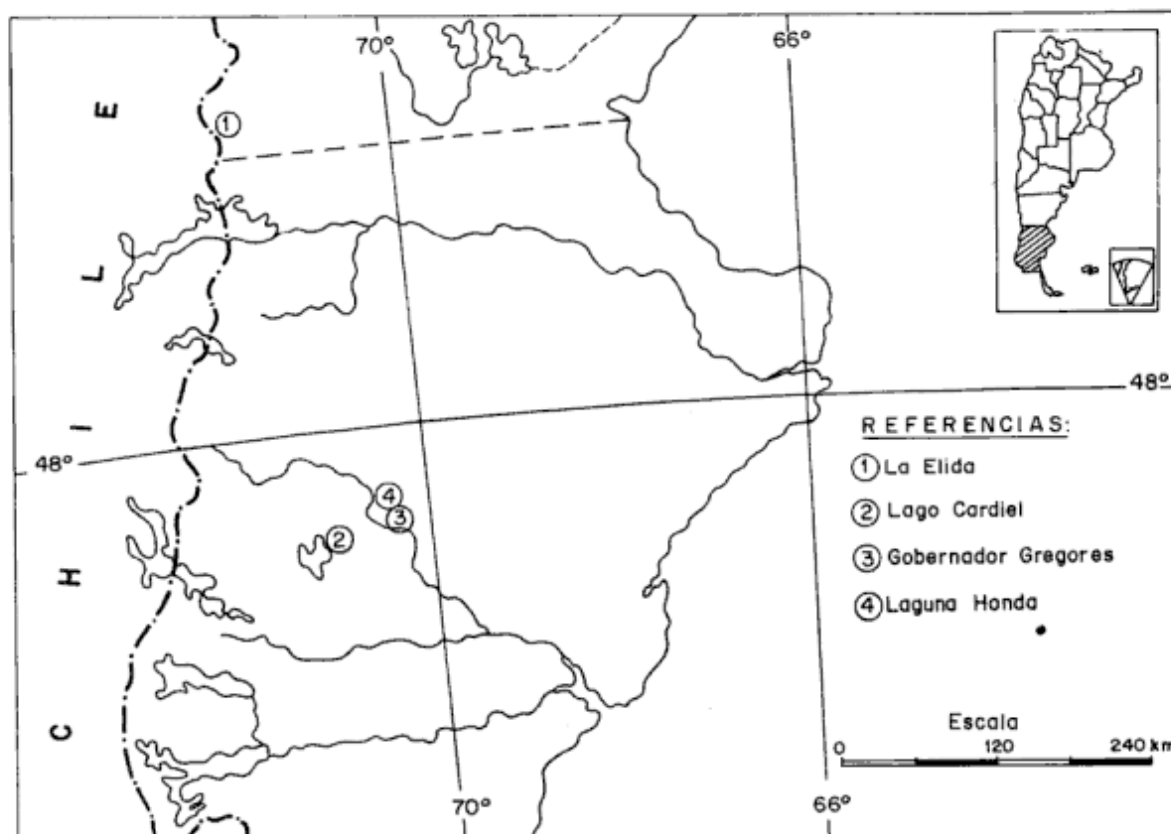 70°
66°
E
L
I
H
C
1
48°
48°
REFERENCIAS:
1 La Elida
2 Lago Cardiel
3 Gobernador Gregores
4 Laguna Honda
4
3
2
Escala
0 120 240 km
70°
66°